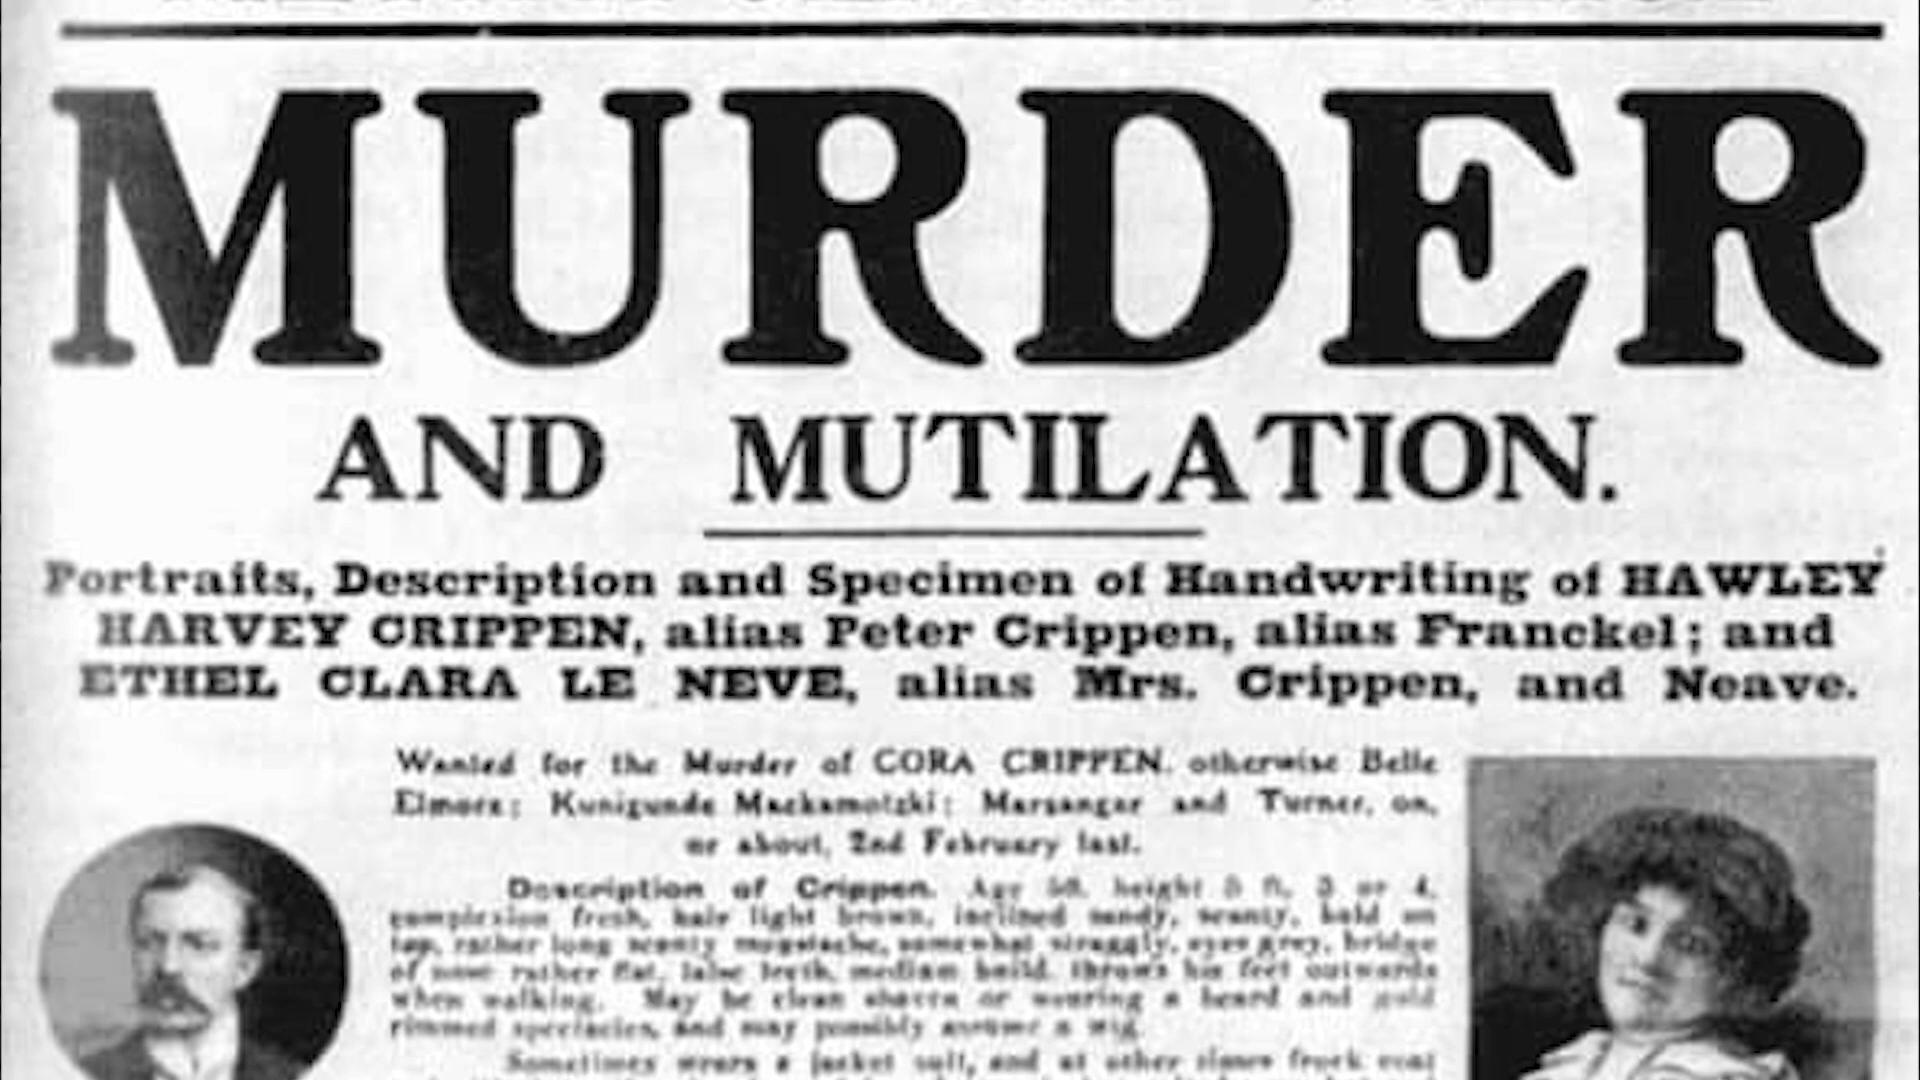 MURDER
AND MUTILATION.
Portraits, Description and Specimen of Handwriting of HAWLEY
HARVEY CRIPPEN, alias Peter Crippen, alias Franckel; and
ETHEL CLARA LE NEVE, alias Mrs. Crippen, and Neave.
Wanted for the Murder of CORA CRIPPEN, otherwise Belle
Elmore; Kunigunde Mackamotzki; Marsangar and Turner, on,
or about, 2nd February last.
Description of Crippen. Age 50, height 5 ft. 3 or 4,
complexion fresh, hair light brown, inclined sandy, scanty, bald on
top, rather long scanty moustache, somewhat straggly, eyes grey, bridge
of nose rather flat, false teeth, medium build, throws his feet outwards
when walking. May be clean shaven or wearing a beard and gold
rimmed spectacles, and may possibly assume a wig.
Sometimes wears a jacket suit, and at other times frock coat